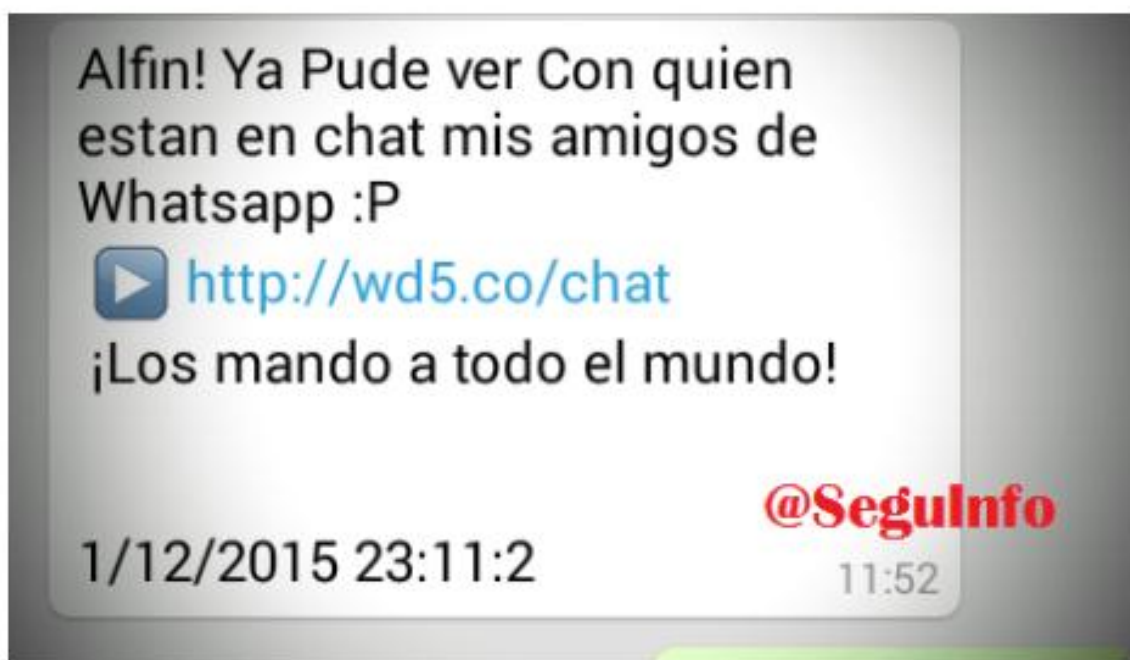 Alfin! Ya Pude ver Con quien
estan en chat mis amigos de
Whatsapp :P
http://wd5.co/chat
¡Los mando a todo el mundo!
@SeguInfo
1/12/2015 23:11:2
11:52